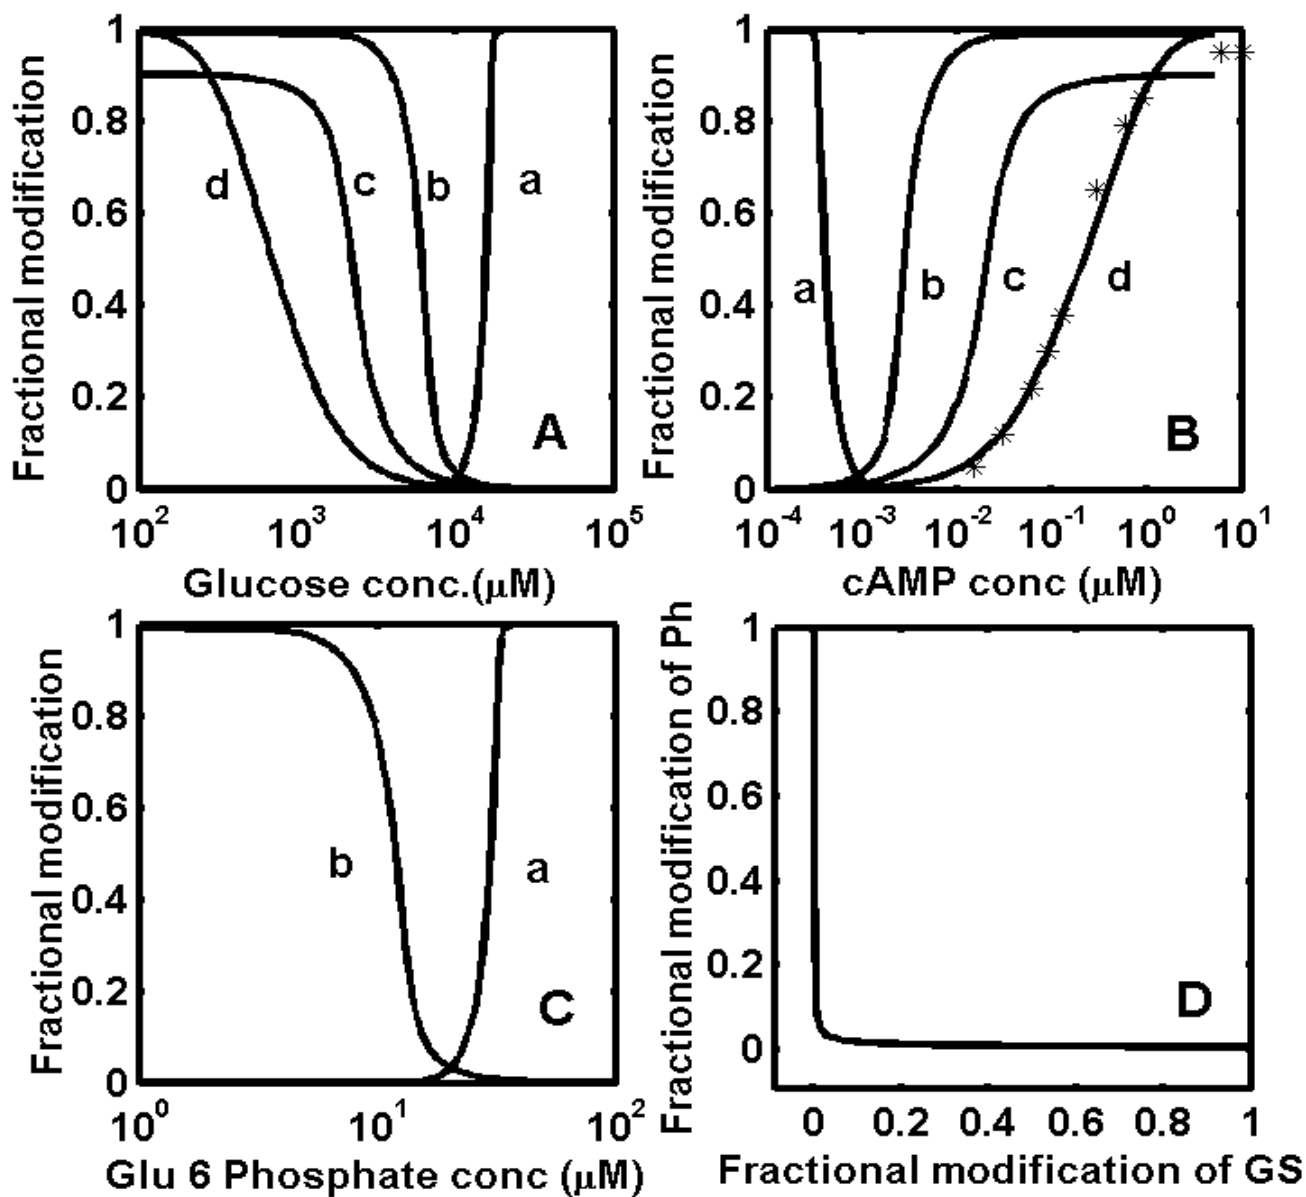 Fractional modification
1
0.8
0.6
0.4
0.2
0
d
c
b
a
A
10^2
10^3
10^4
10^5
Glucose conc.(μM)
Fractional modification
1
0.8
0.6
0.4
0.2
0
a
b
c
d
B
10^-4
10^-3
10^-2
10^-1
10^0
10^1
cAMP conc (μM)
Fractional modification
1
0.8
0.6
0.4
0.2
0
b
a
C
10^0
10^1
10^2
Glu 6 Phosphate conc (μM)
Fractional modification of Ph
1
0.8
0.6
0.4
0.2
0
D
0
0.2
0.4
0.6
0.8
1
Fractional modification of GS